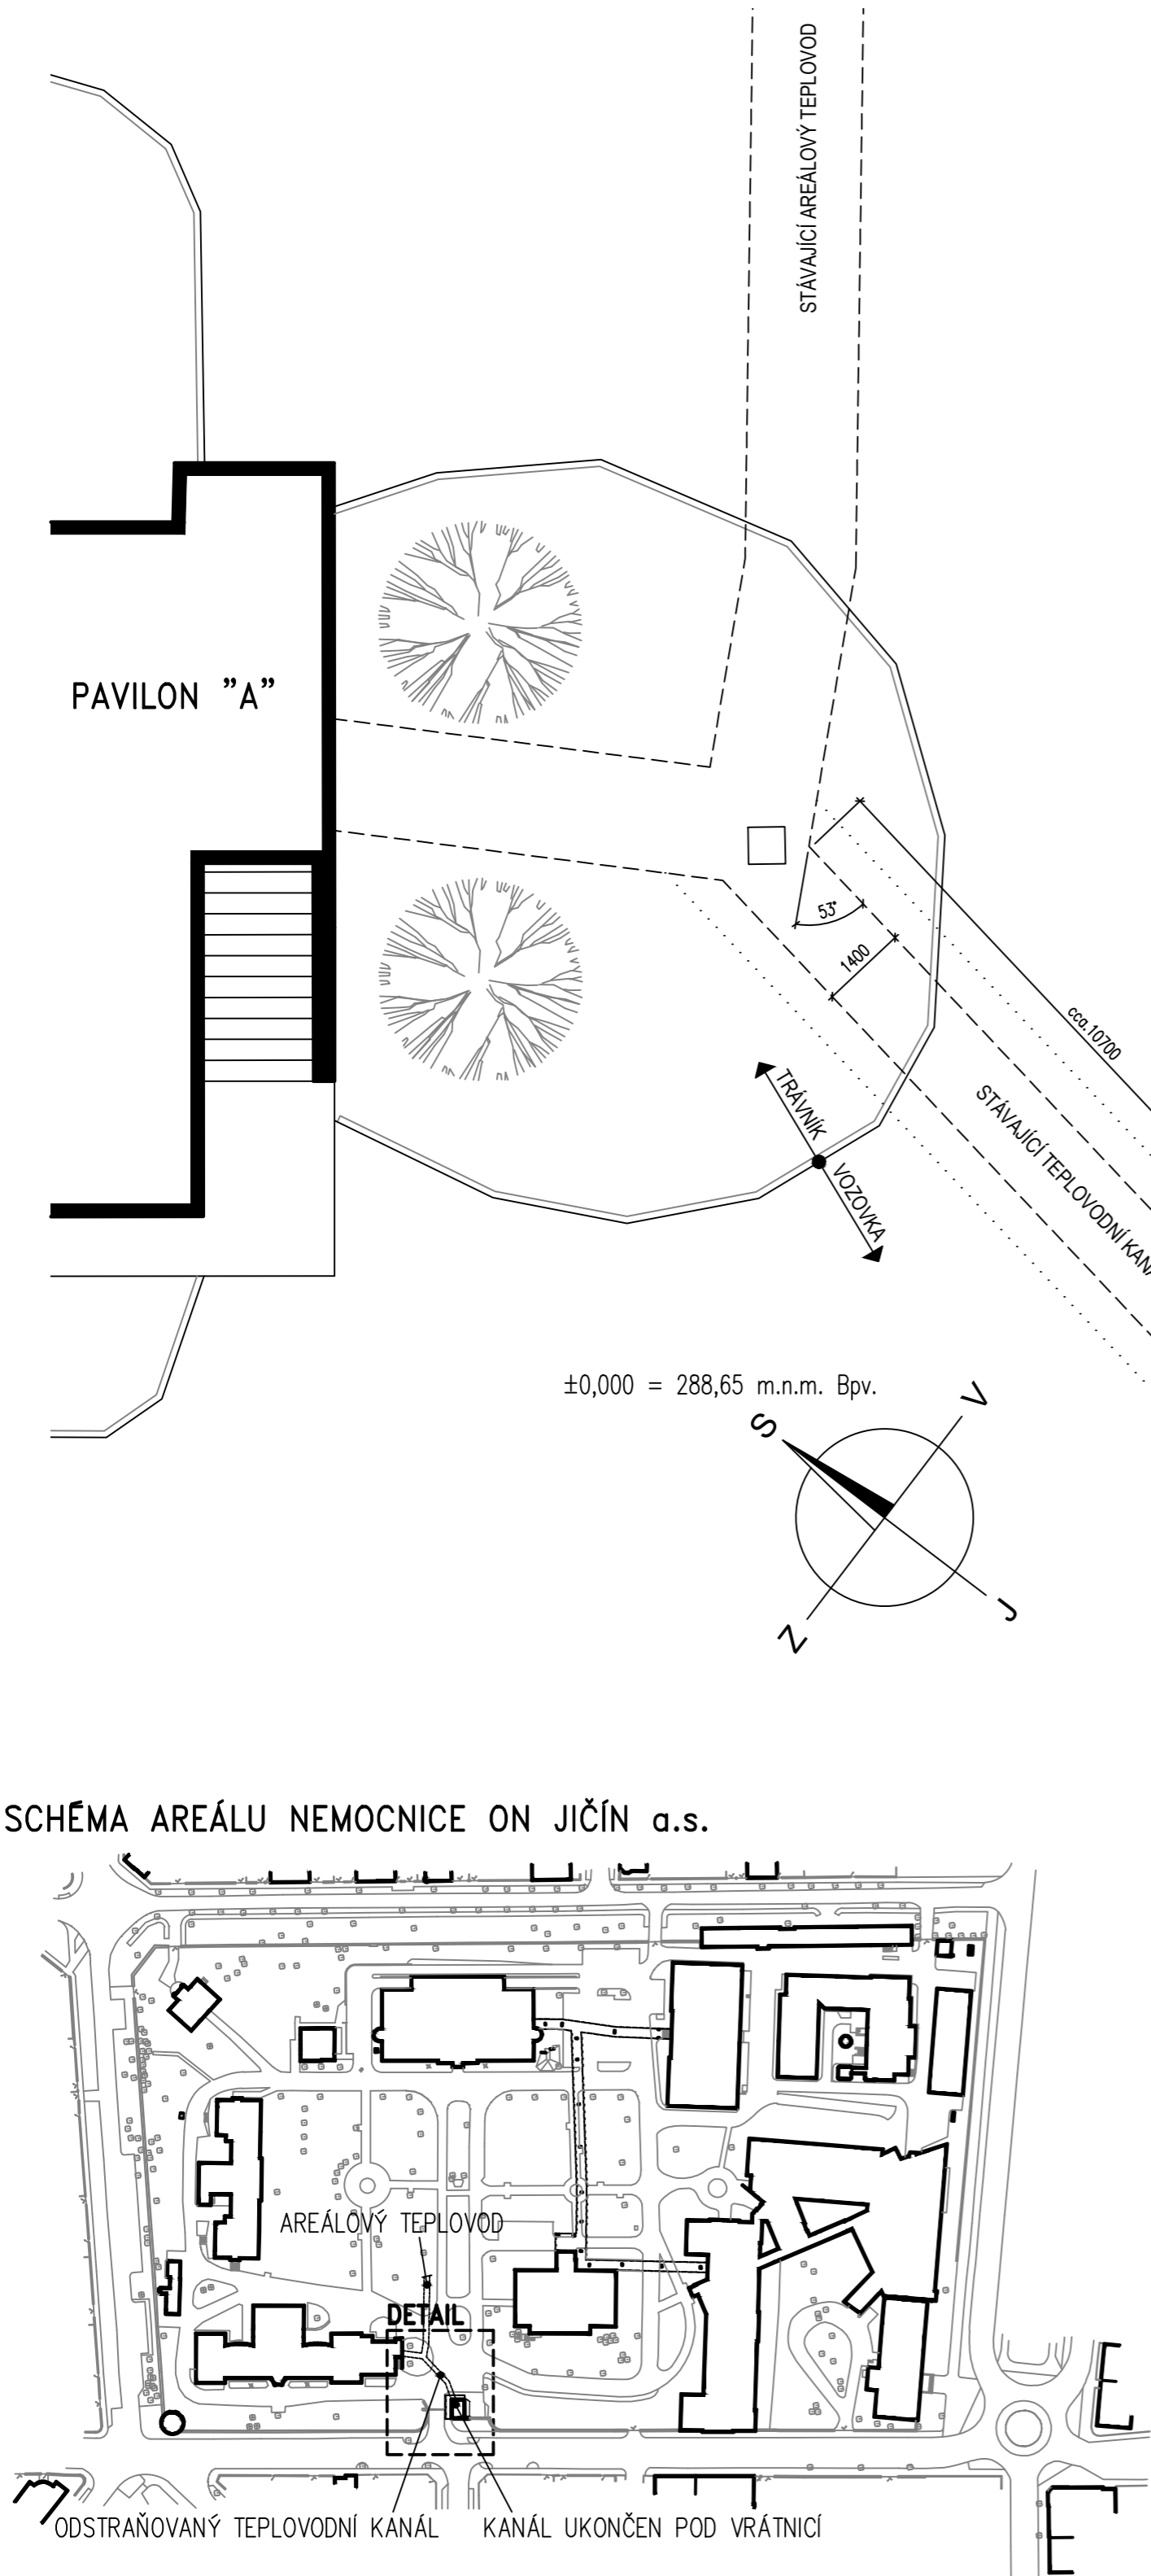 STÁVAJÍCÍ AREÁLOVÝ TEPLOVOD
PAVILON "A"
53°
1400
cca.10700
TRÁVNÍK
VOZOVKA
STÁVAJÍCÍ TEPLOVODNÍ
±0,000 = 288,65 m.n.m. Bpv.
S
V
Z
J
SCHÉMA AREÁLU NEMOCNICE ON JIČÍN a.s.
AREÁLOVÝ TEPLOVOD
DETAIL
ODSTRAŇOVANÝ TEPLOVODNÍ KANÁL
KANÁL UKONČEN POD VRÁTNICÍ